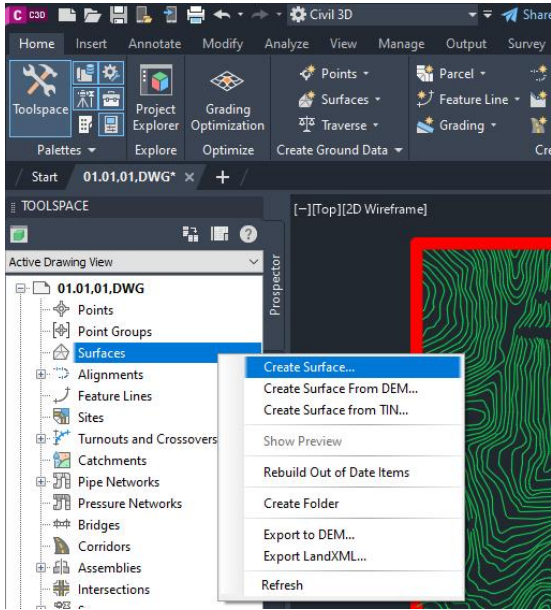 C C3D Civil 3D Share
Home Insert Annotate Modify Analyze View Manage Output Survey
Toolspace
Project Explorer
Grading Optimization
Points
Surfaces
Traverse
Parcel
Feature Line
Grading
Palettes Explore Optimize Create Ground Data Cre
Start 01.01,01,DWG* × +
TOOLSPACE
[−][Top][2D Wireframe]
Active Drawing View
Prospector
01.01,01,DWG
Points
Point Groups
Surfaces
Alignments
Feature Lines
Sites
Turnouts and Crossovers
Catchments
Pipe Networks
Pressure Networks
Bridges
Corridors
Assemblies
Intersections
Create Surface...
Create Surface From DEM...
Create Surface from TIN...
Show Preview
Rebuild Out of Date Items
Create Folder
Export to DEM...
Export LandXML...
Refresh